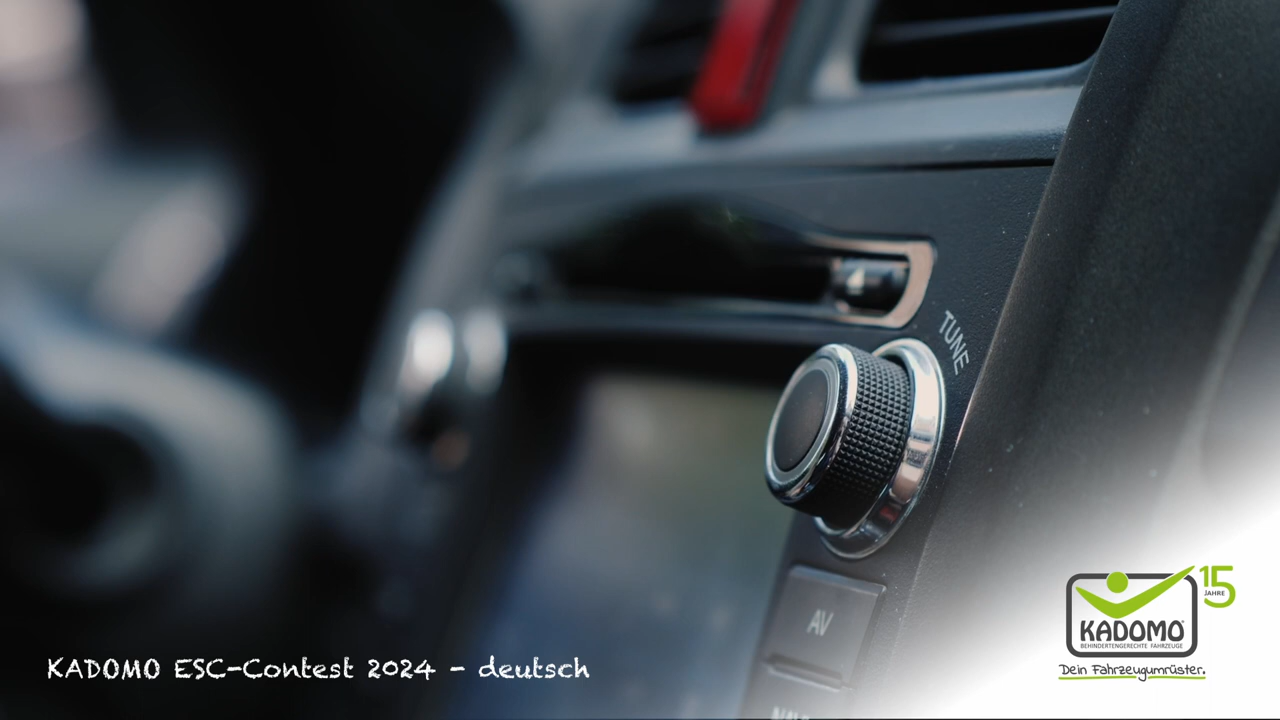 TUNE
AV
KADOMO ESC-Contest 2024 - deutsch
15
JAHRE
KADOMO®
BEHINDERTENGERECHTE FAHRZEUGE
Dein Fahrzeugumrüster.